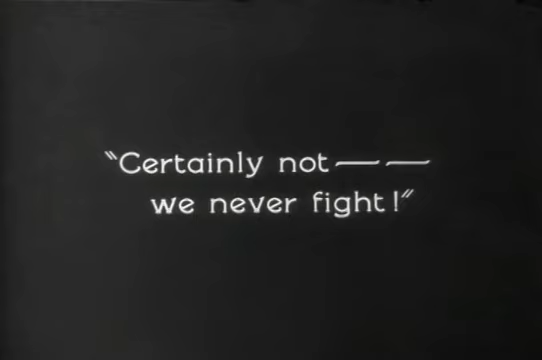 "Certainly not — —
we never fight!"